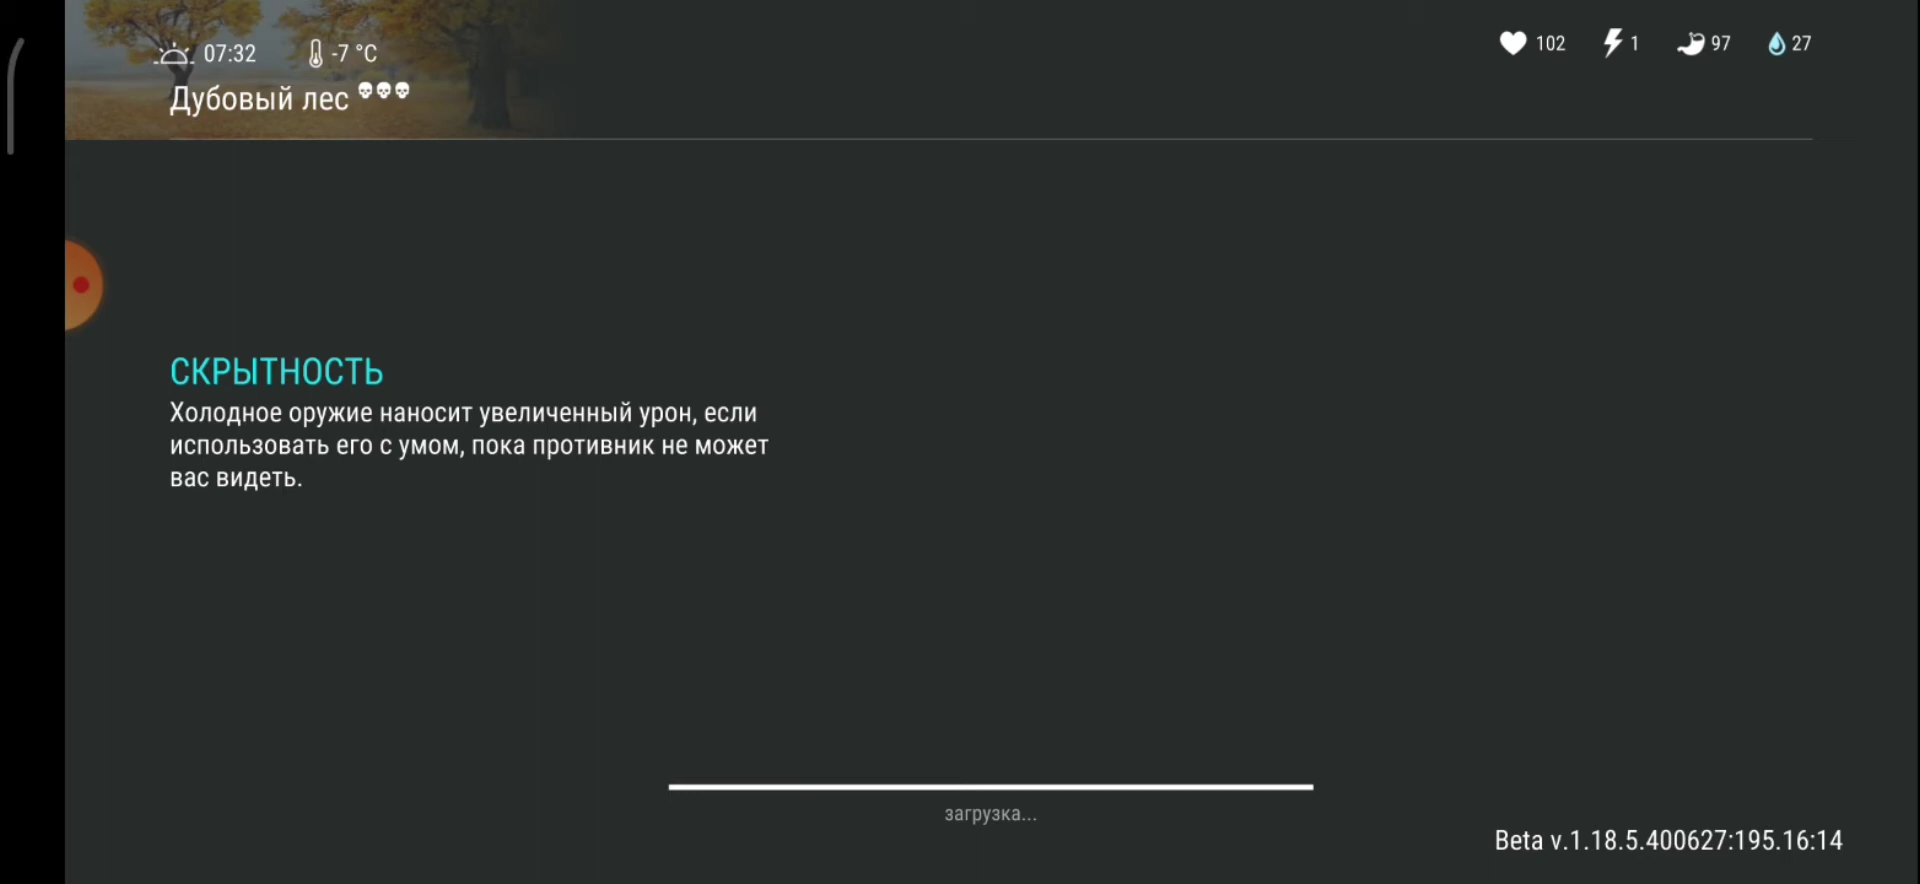 07:32 -7 °C
Дубовый лес
102 1 97 27
СКРЫТНОСТЬ
Холодное оружие наносит увеличенный урон, если
использовать его с умом, пока противник не может
вас видеть.
загрузка...
Beta v.1.18.5.400627:195.16:14